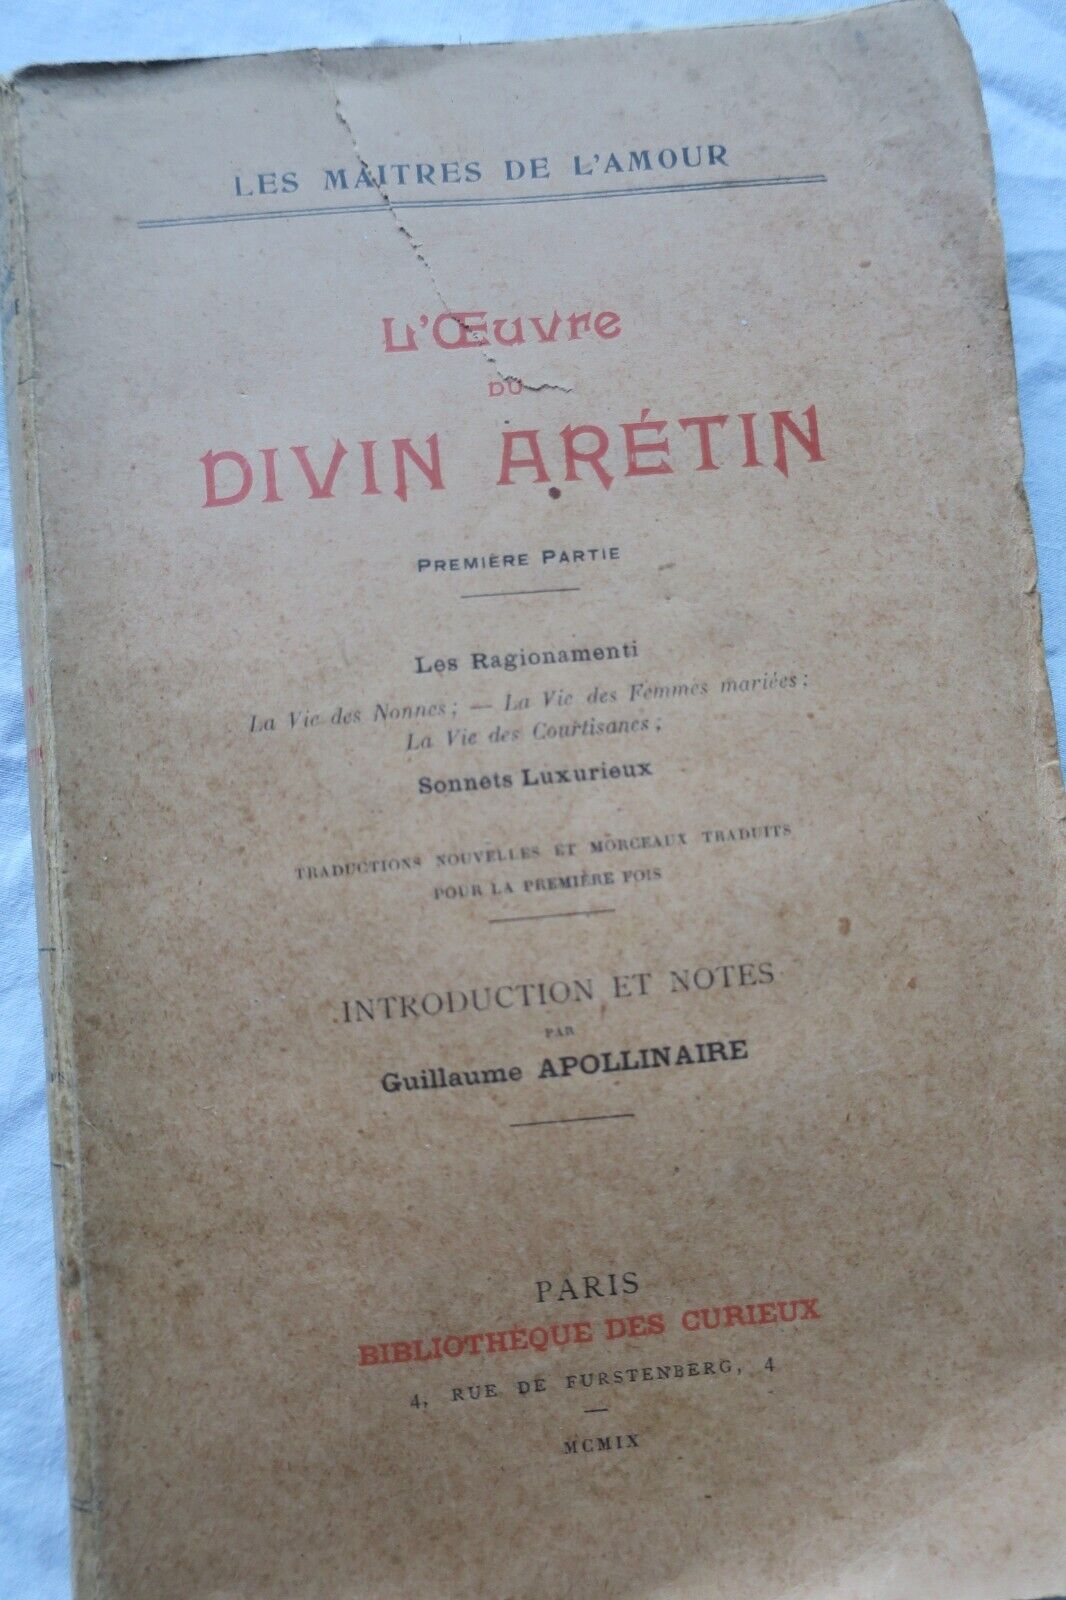 LES MAITRES DE L'AMOUR
L'Œuvre
DU
DIVIN ARÉTIN
PREMIÈRE PARTIE
Les Ragionamenti
La Vie des Nonnes; — La Vie des Femmes mariées;
La Vie des Courtisanes;
Sonnets Luxurieux
TRADUCTIONS NOUVELLES ET MORCEAUX TRADUITS
POUR LA PREMIÈRE FOIS
INTRODUCTION ET NOTES
PAR
Guillaume APOLLINAIRE
PARIS
BIBLIOTHÈQUE DES CURIEUX
4, RUE DE FURSTENBERG, 4
MCMIX